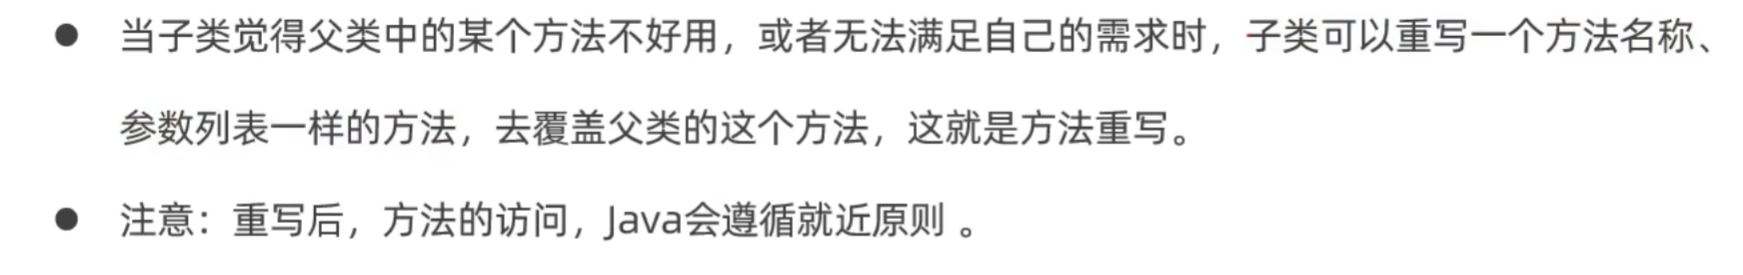 ● 当子类觉得父类中的某个方法不好用，或者无法满足自己的需求时，子类可以重写一个方法名称、
参数列表一样的方法，去覆盖父类的这个方法，这就是方法重写。
● 注意：重写后，方法的访问，Java会遵循就近原则 。